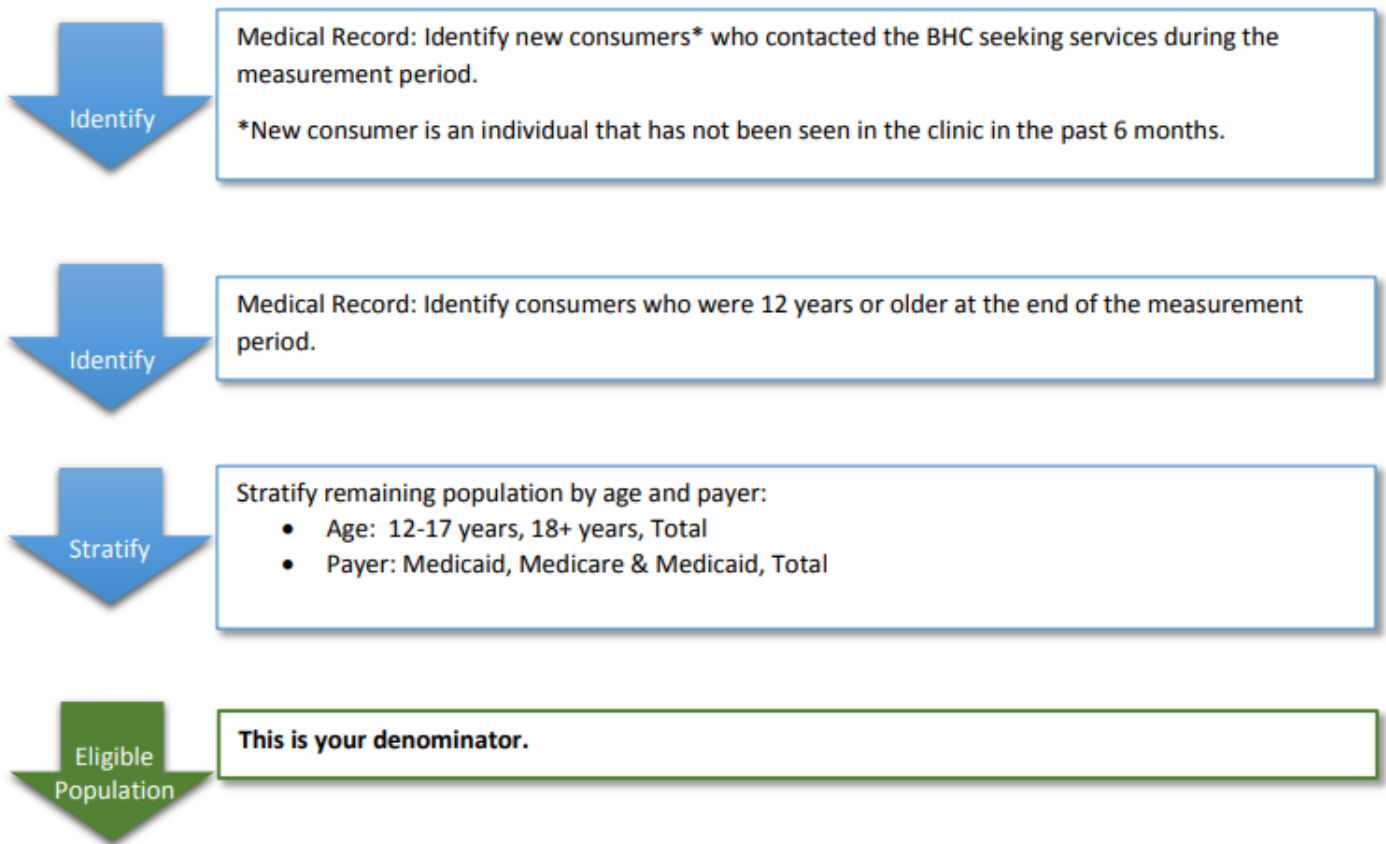 Identify
Medical Record: Identify new consumers* who contacted the BHC seeking services during the
measurement period.
*New consumer is an individual that has not been seen in the clinic in the past 6 months.
Identify
Medical Record: Identify consumers who were 12 years or older at the end of the measurement
period.
Stratify
Stratify remaining population by age and payer:
• Age: 12-17 years, 18+ years, Total
• Payer: Medicaid, Medicare & Medicaid, Total
Eligible
Population
This is your denominator.